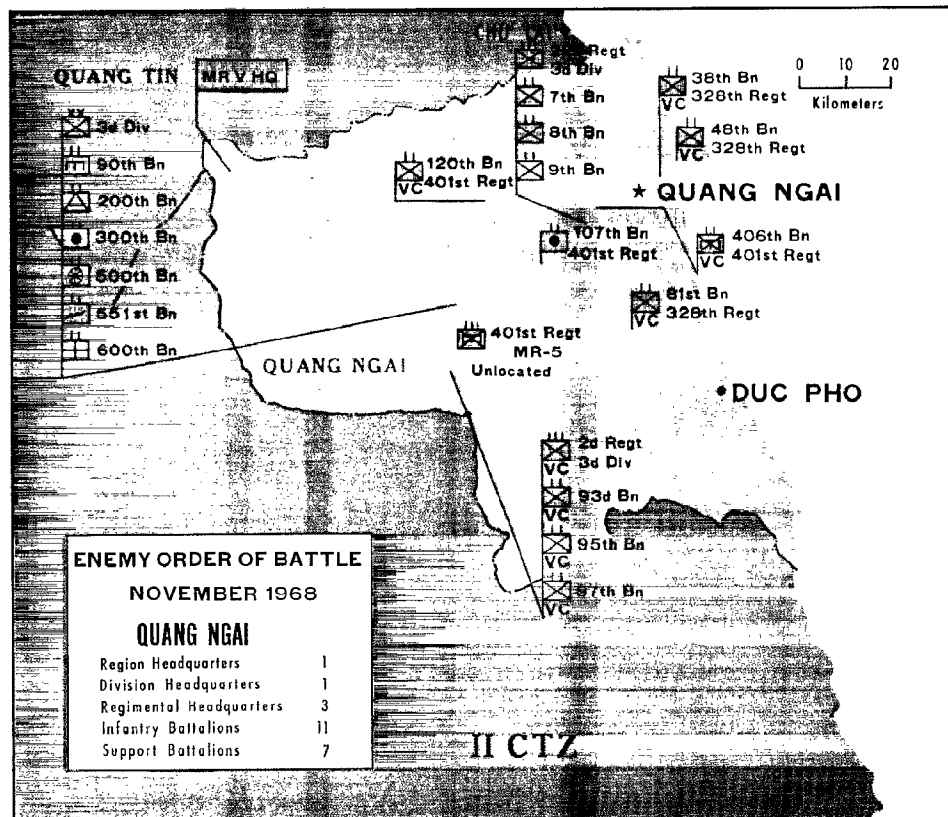 CHU LAI
QUANG TIN
MR V HQ
Regt
3d Div
7th Bn
8th Bn
9th Bn
38th Bn
328th Regt
VC
48th Bn
328th Regt
VC
0 10 20
Kilometers
XX
3d Div
90th Bn
200th Bn
300th Bn
500th Bn
551st Bn
600th Bn
120th Bn
401st Regt
VC
QUANG NGAI
107th Bn
401st Regt
406th Bn
401st Regt
VC
81st Bn
328th Regt
VC
401st Regt
MR-5
Unlocated
QUANG NGAI
DUC PHO
2d Regt
3d Div
VC
93d Bn
VC
95th Bn
VC
97th Bn
VC
ENEMY ORDER OF BATTLE
NOVEMBER 1968
QUANG NGAI
Region Headquarters 1
Division Headquarters 1
Regimental Headquarters 3
Infantry Battalions 11
Support Battalions 7
II CTZ